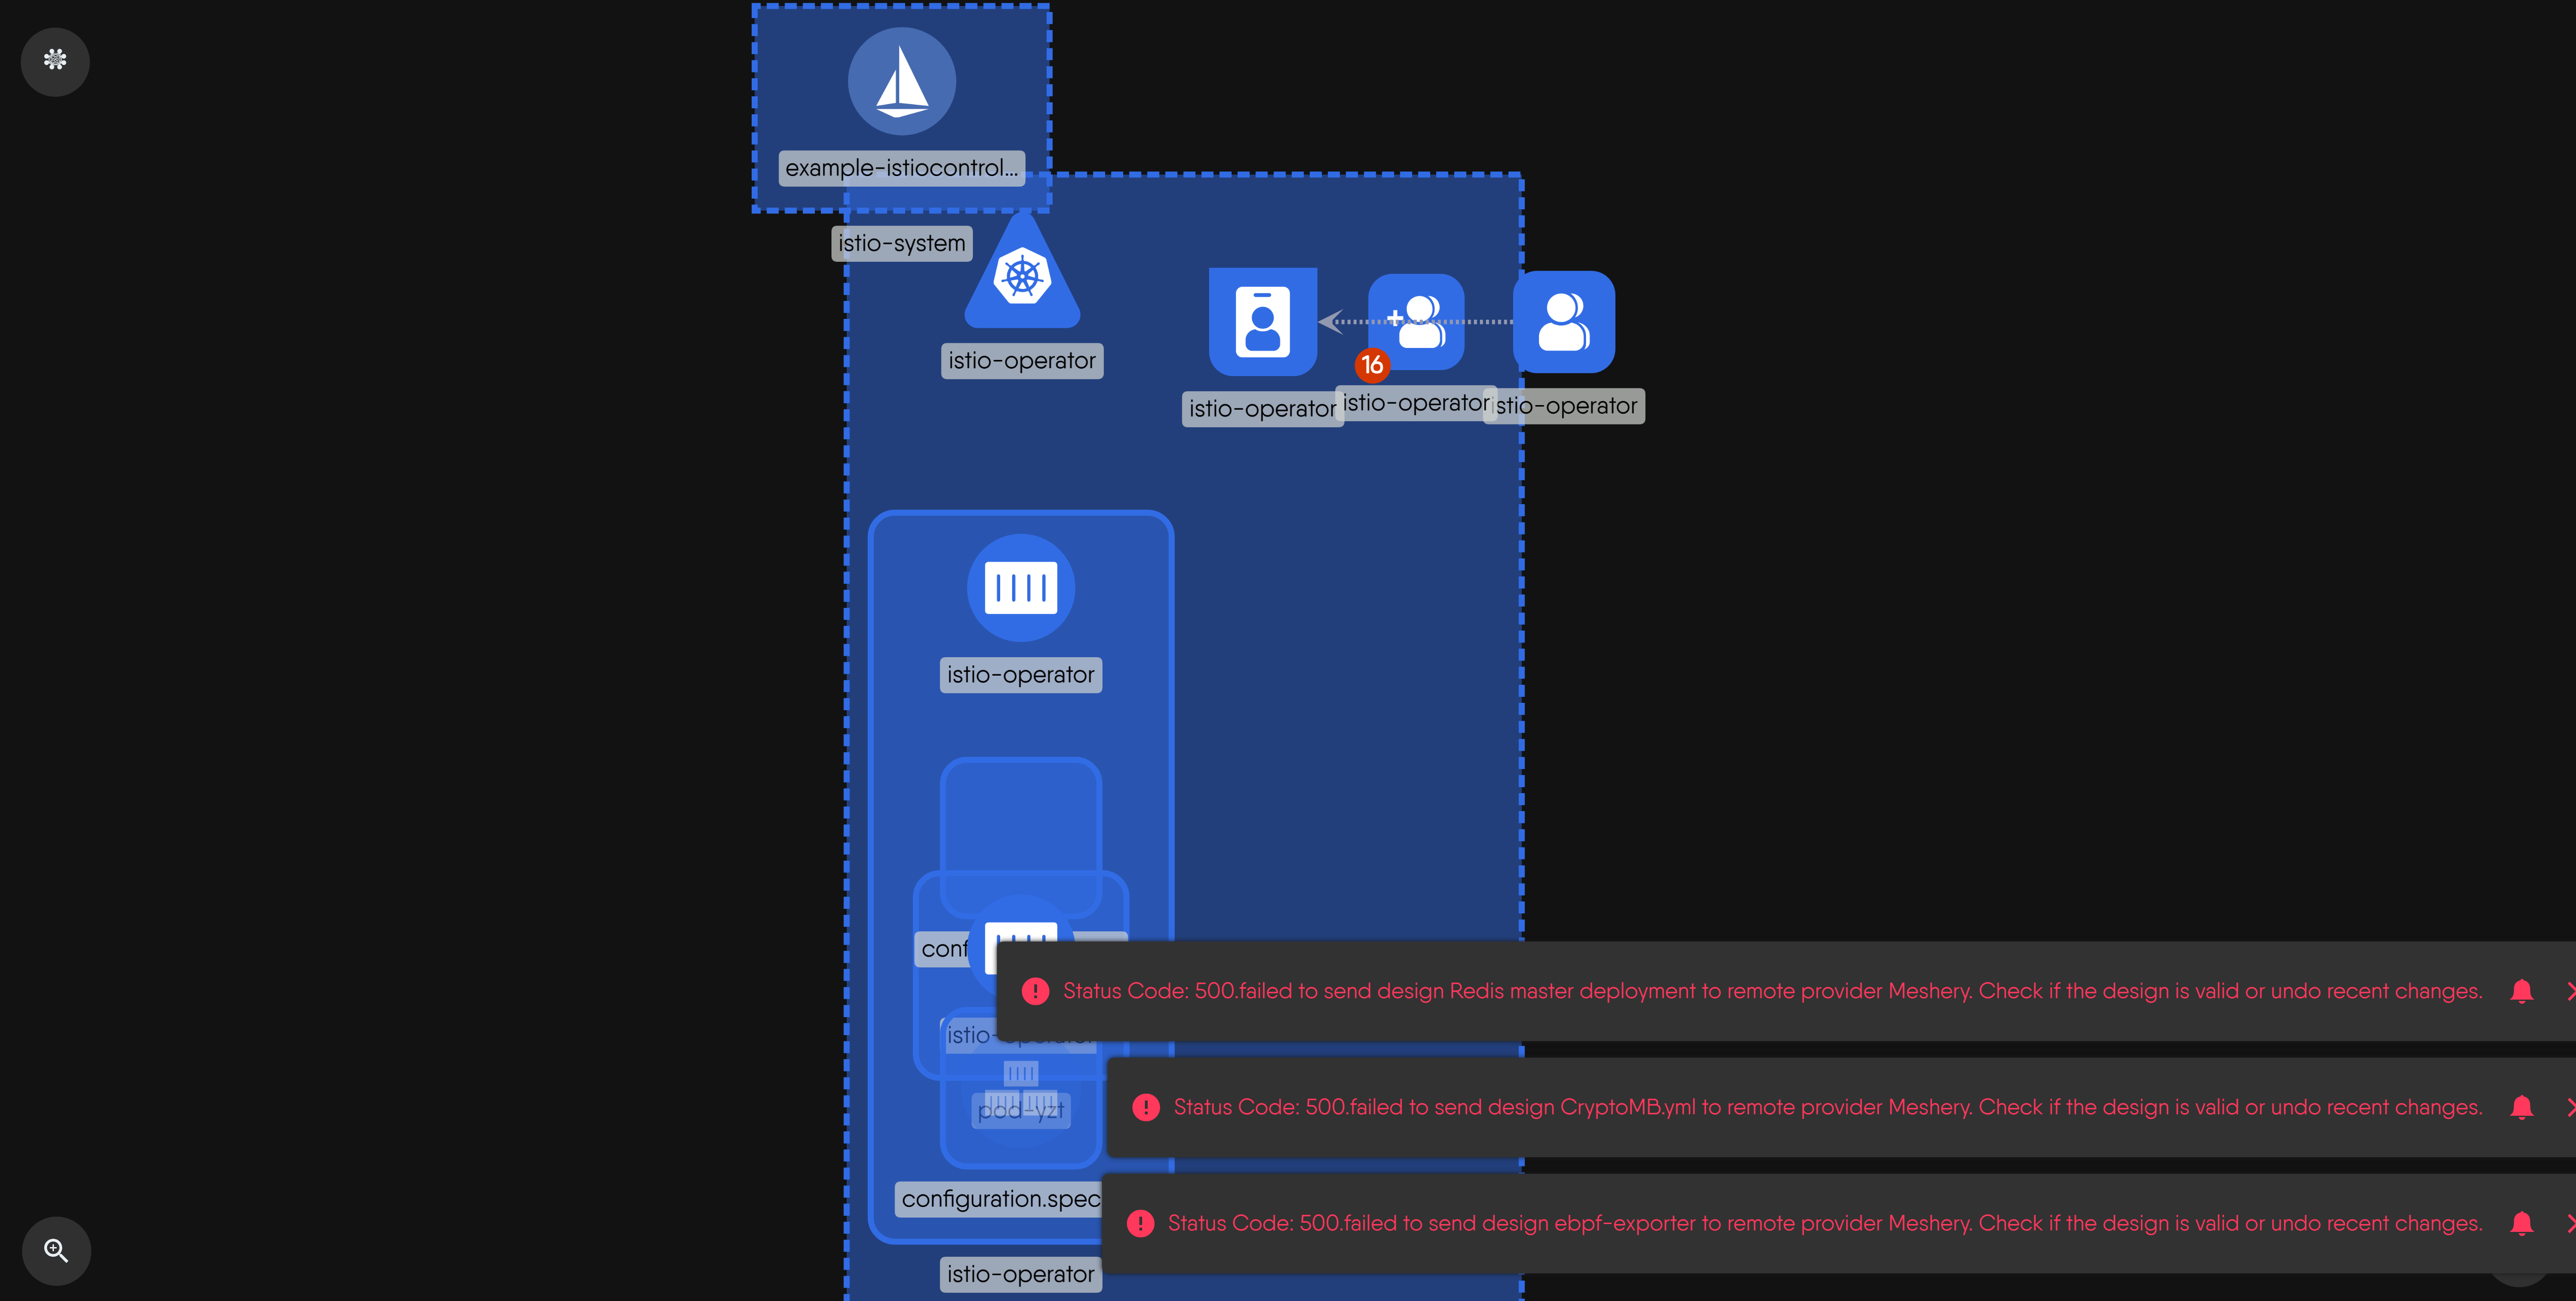 example-istiocontrol...
istio-system
istio-operator
istio-operator
16
istio-operator
istio-operator
istio-operator
conf
istio-operator
pod-yzt
configuration.spec
istio-operator
Status Code: 500.failed to send design Redis master deployment to remote provider Meshery. Check if the design is valid or undo recent changes.
Status Code: 500.failed to send design CryptoMB.yml to remote provider Meshery. Check if the design is valid or undo recent changes.
Status Code: 500.failed to send design ebpf-exporter to remote provider Meshery. Check if the design is valid or undo recent changes.